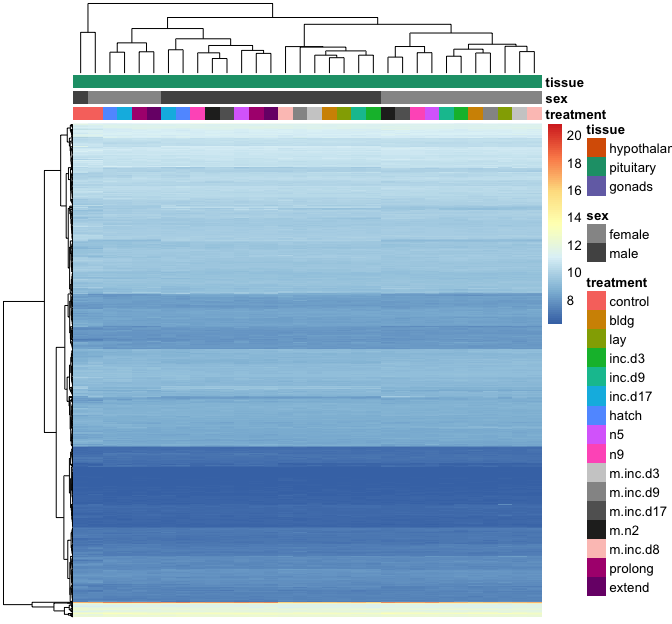 tissue
sex
treatment
20
18
16
14
12
10
8
tissue
hypothalar
pituitary
gonads
sex
female
male
treatment
control
bldg
lay
inc.d3
inc.d9
inc.d17
hatch
n5
n9
m.inc.d3
m.inc.d9
m.inc.d17
m.n2
m.inc.d8
prolong
extend